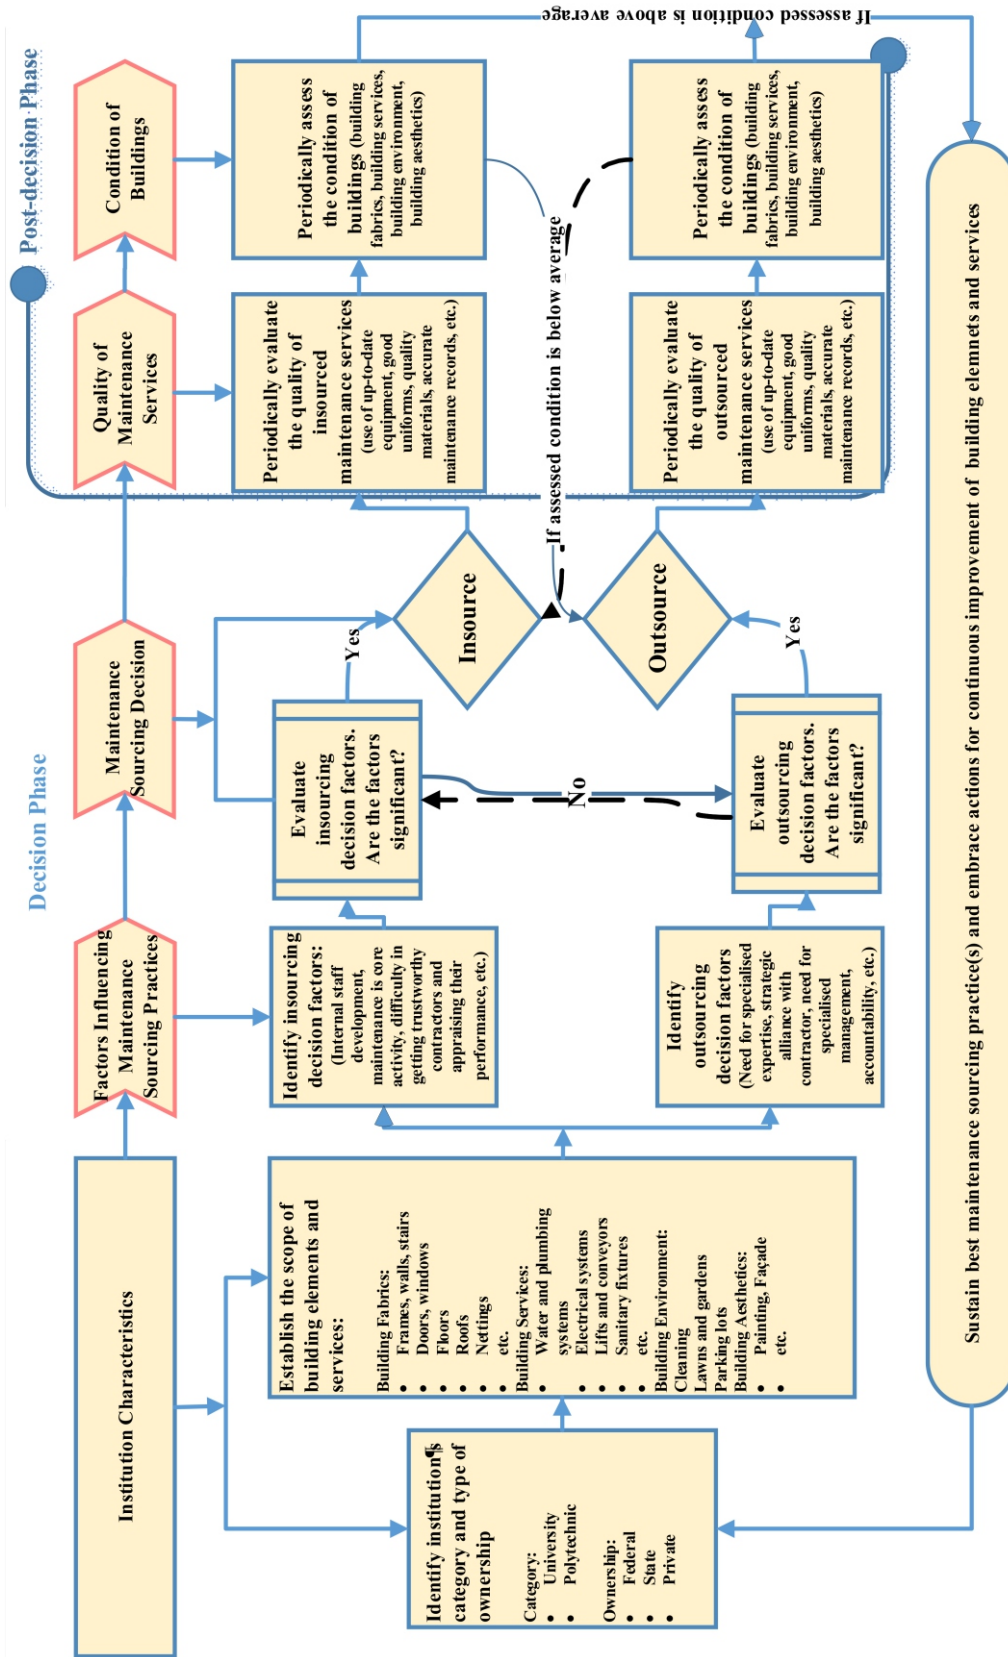 Decision Phase
Post-decision Phase
Institution Characteristics
Factors Influencing
Maintenance
Sourcing Practices
Maintenance
Sourcing Decision
Quality of
Maintenance
Services
Condition of
Buildings
Identify institution¶s
category and type of
ownership
Category:
• University
• Polytechnic
Ownership:
• Federal
• State
• Private
Establish the scope of
building elements and
services:
Building Fabrics:
• Frames, walls, stairs
• Doors, windows
• Floors
• Roofs
• Nettings
• etc.
Building Services:
• Water and plumbing
systems
• Electrical systems
• Lifts and conveyors
• Sanitary fixtures
• etc.
Building Environment:
Cleaning
Lawns and gardens
Parking lots
Building Aesthetics:
• Painting, Façade
• etc.
Identify insourcing
decision factors:
(Internal staff
development,
maintenance is core
activity, difficulty in
geting trustworthy
contractors and
appraising their
performance, etc.)
Identify
outsourcing
decision factors
(Need for specialised
expertise, strategic
alliance with
contractor, need for
specialised
management,
accountability, etc.)
Evaluate
insourcing
decision factors.
Are the factors
significant?
No
Evaluate
outsourcing
decision factors.
Are the factors
significant?
Yes
Yes
Insource
Outsource
Periodically evaluate
the quality of
insourced
maintenance services
(use of up-to-date
equipment, good
uniforms, quality
materials, accurate
maintenance records, etc.)
Periodically assess
the condition of
buildings (building
fabrics, building services,
building environment,
building aesthetics)
If assessed condition is below average
Periodically evaluate
the quality of
outsourced
maintenance services
(use of up-to-date
equipment, good
uniforms, quality
materials, accurate
maintenance records, etc.)
Periodically assess
the condition of
buildings (building
fabrics, building services,
building environment,
building aesthetics)
If assessed condition is above average
Sustain best maintenance sourcing practice(s) and embrace actions for continuous improvement of building elemnets and services